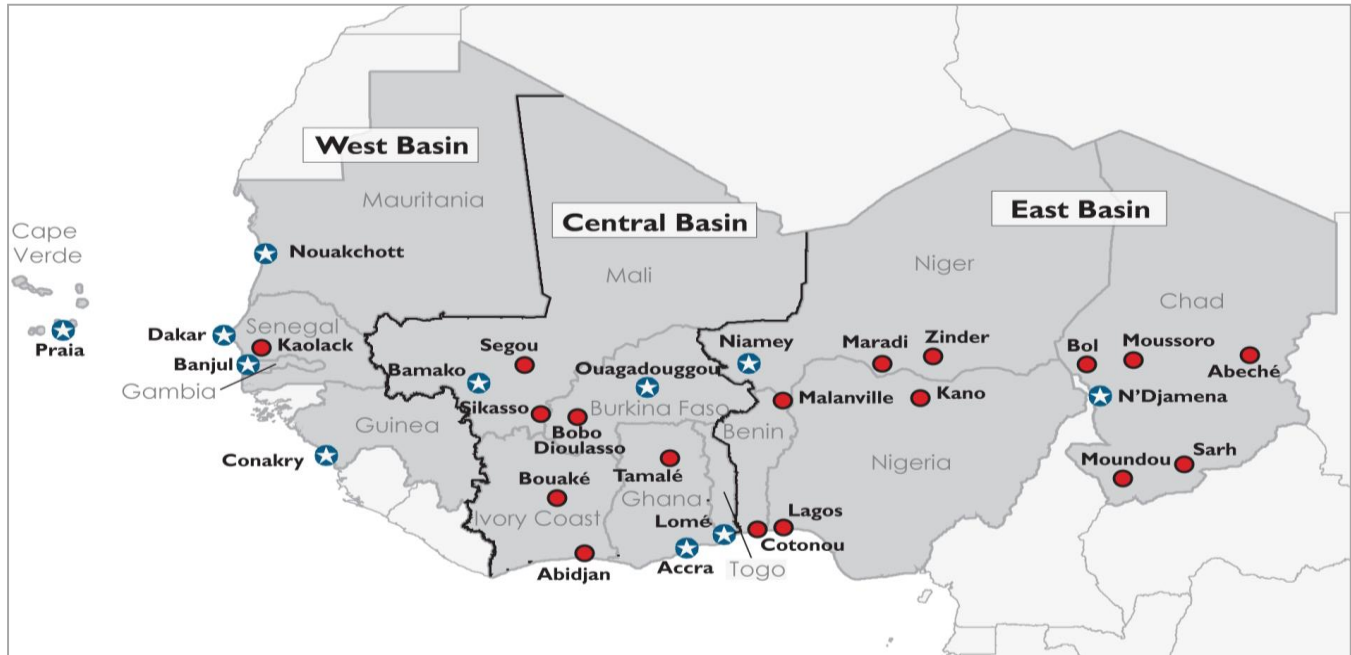 West Basin
Mauritania
Central Basin
East Basin
Cape
Verde
Nouakchott
Mali
Niger
Chad
Praia
Dakar
Senegal
Kaolack
Banjul
Gambia
Segou
Bamako
Ouagadouggou
Niamey
Maradi
Zinder
Bol
Moussoro
Abeché
Sikasso
Burkina Faso
Malanville
Kano
N'Djamena
Guinea
Bobo
Dioulasso
Benin
Conakry
Tamalé
Nigeria
Moundou
Sarh
Bouaké
Ghana
Ivory Coast
Lomé
Lagos
Cotonou
Abidjan
Accra
Togo